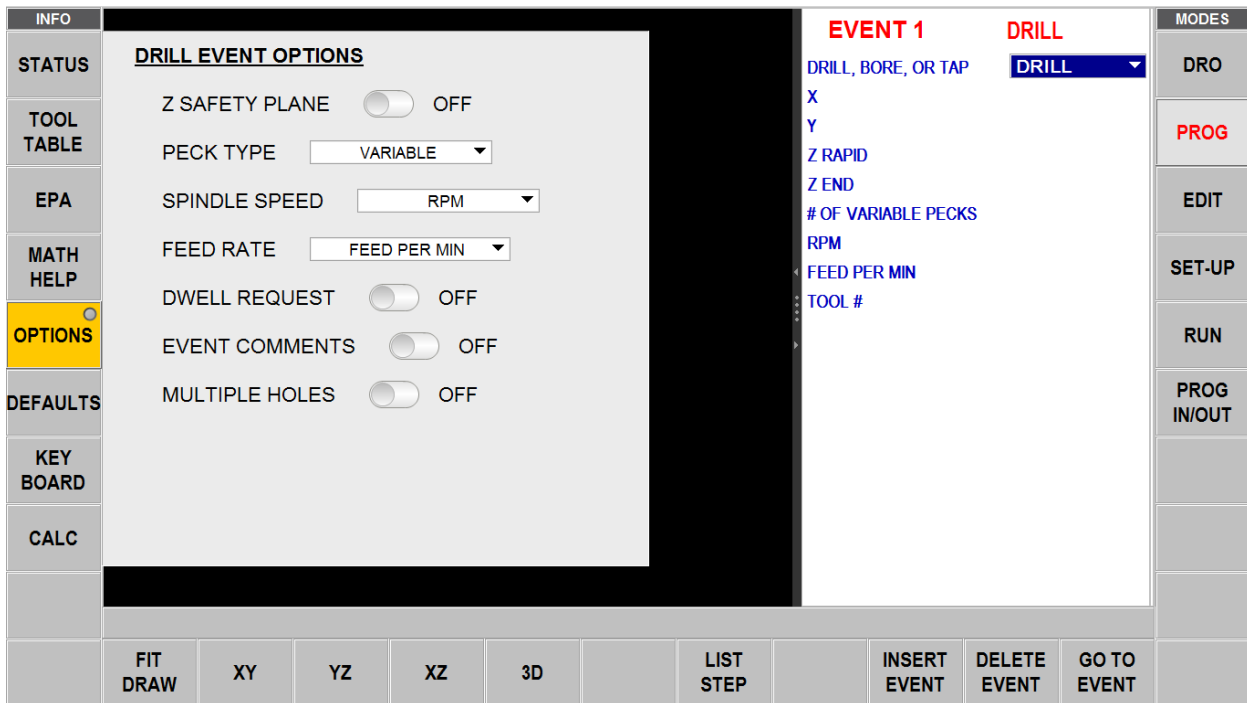 INFO
STATUS
TOOL
TABLE
EPA
MATH
HELP
OPTIONS
DEFAULTS
KEY
BOARD
CALC
DRILL EVENT OPTIONS
Z SAFETY PLANE OFF
PECK TYPE VARIABLE
SPINDLE SPEED RPM
FEED RATE FEED PER MIN
DWELL REQUEST OFF
EVENT COMMENTS OFF
MULTIPLE HOLES OFF
EVENT 1 DRILL
DRILL, BORE, OR TAP DRILL
X
Y
Z RAPID
Z END
# OF VARIABLE PECKS
RPM
FEED PER MIN
TOOL #
MODES
DRO
PROG
EDIT
SET-UP
RUN
PROG
IN/OUT
FIT
DRAW
XY
YZ
XZ
3D
LIST
STEP
INSERT
EVENT
DELETE
EVENT
GO TO
EVENT